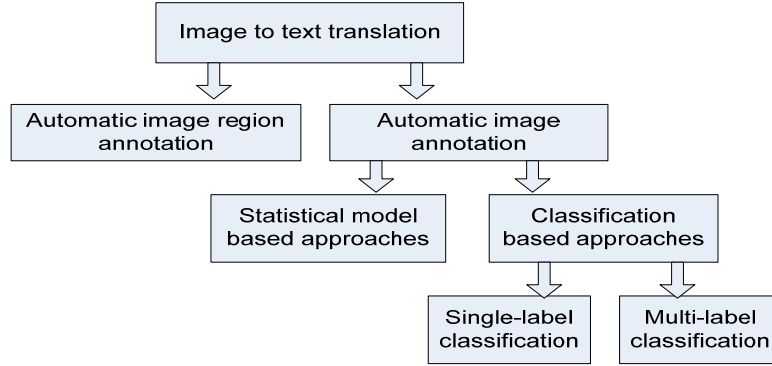 Image to text translation
Automatic image region
annotation
Automatic image
annotation
Statistical model
based approaches
Classification
based approaches
Single-label
classification
Multi-label
classification